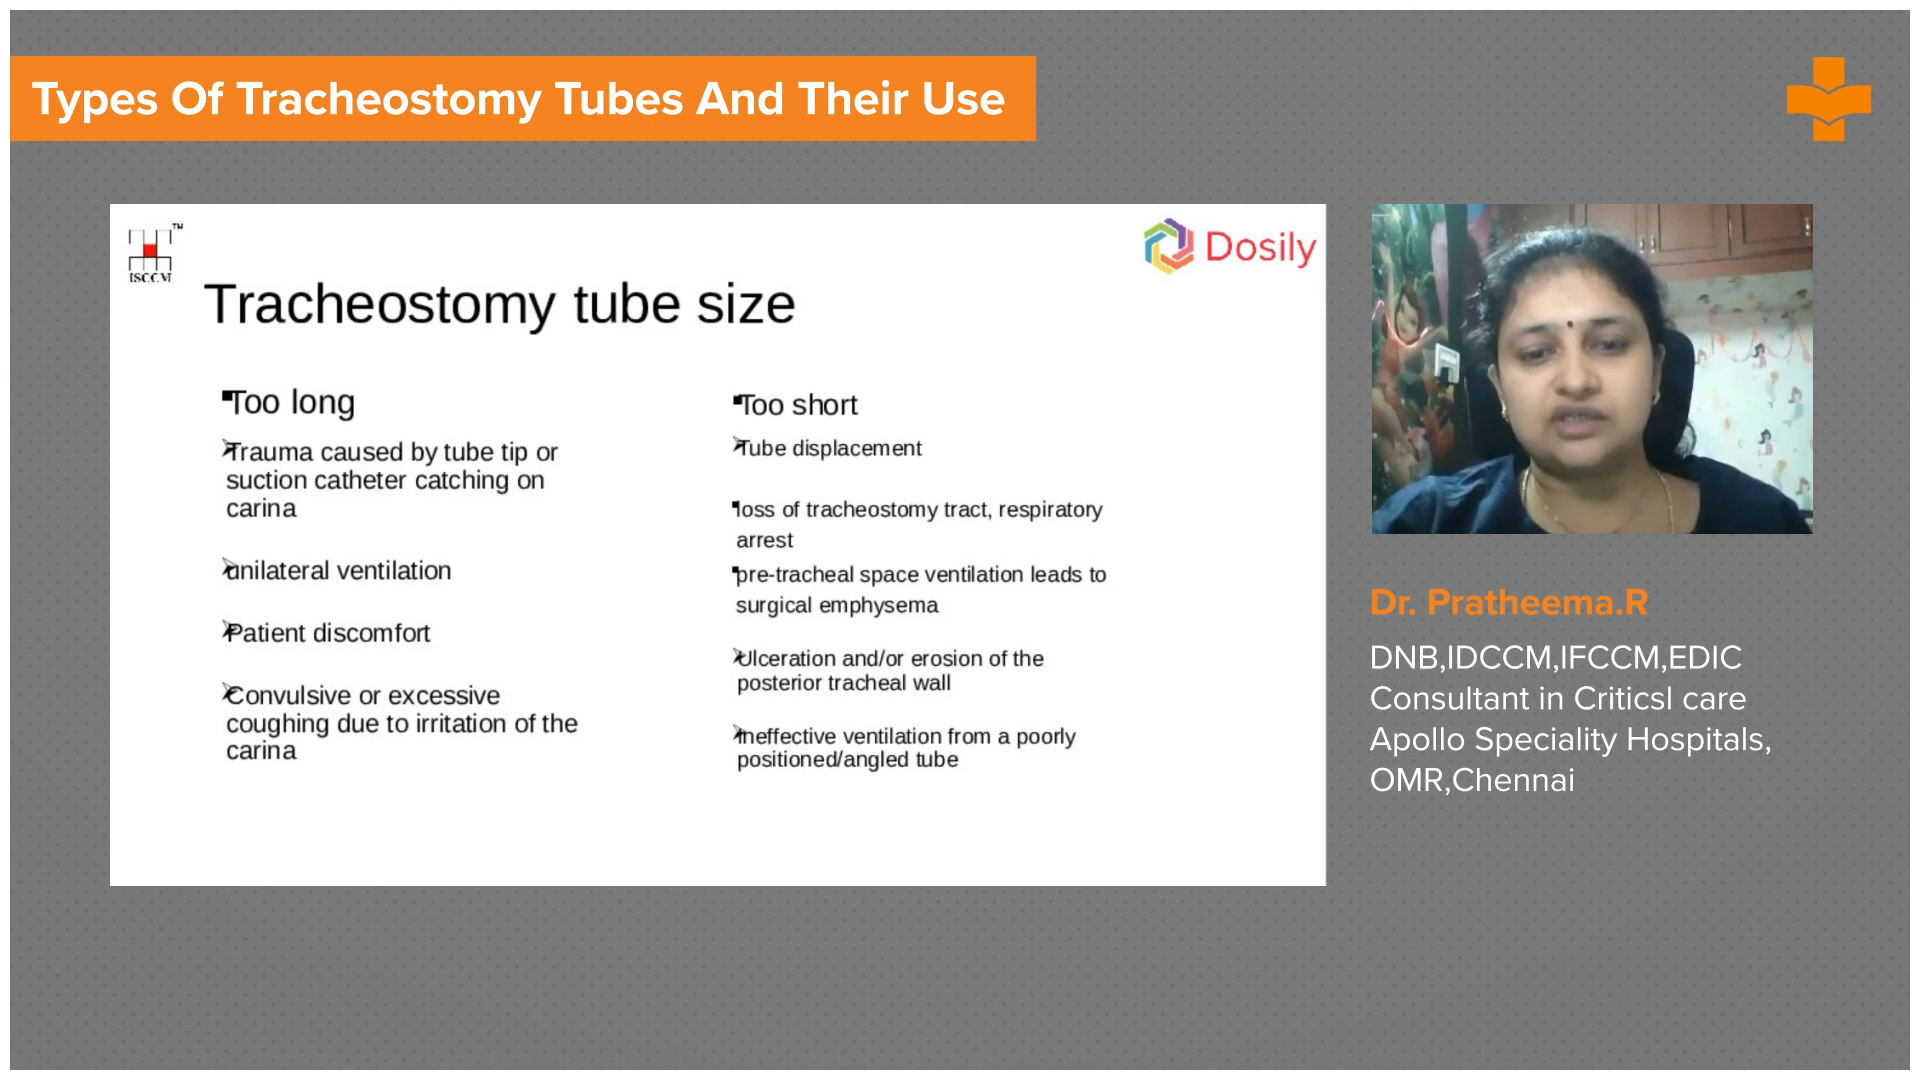 Types Of Tracheostomy Tubes And Their Use
TM
ISCCM
Dosily
Tracheostomy tube size
Too long
Trauma caused by tube tip or
suction catheter catching on
carina
unilateral ventilation
Patient discomfort
Convulsive or excessive
coughing due to irritation of the
carina
Too short
Tube displacement
loss of tracheostomy tract, respiratory
arrest
pre-tracheal space ventilation leads to
surgical emphysema
Ulceration and/or erosion of the
posterior tracheal wall
Ineffective ventilation from a poorly
positioned/angled tube
Dr. Pratheema.R
DNB,IDCCM,IFCCM,EDIC
Consultant in Criticsl care
Apollo Speciality Hospitals,
OMR,Chennai